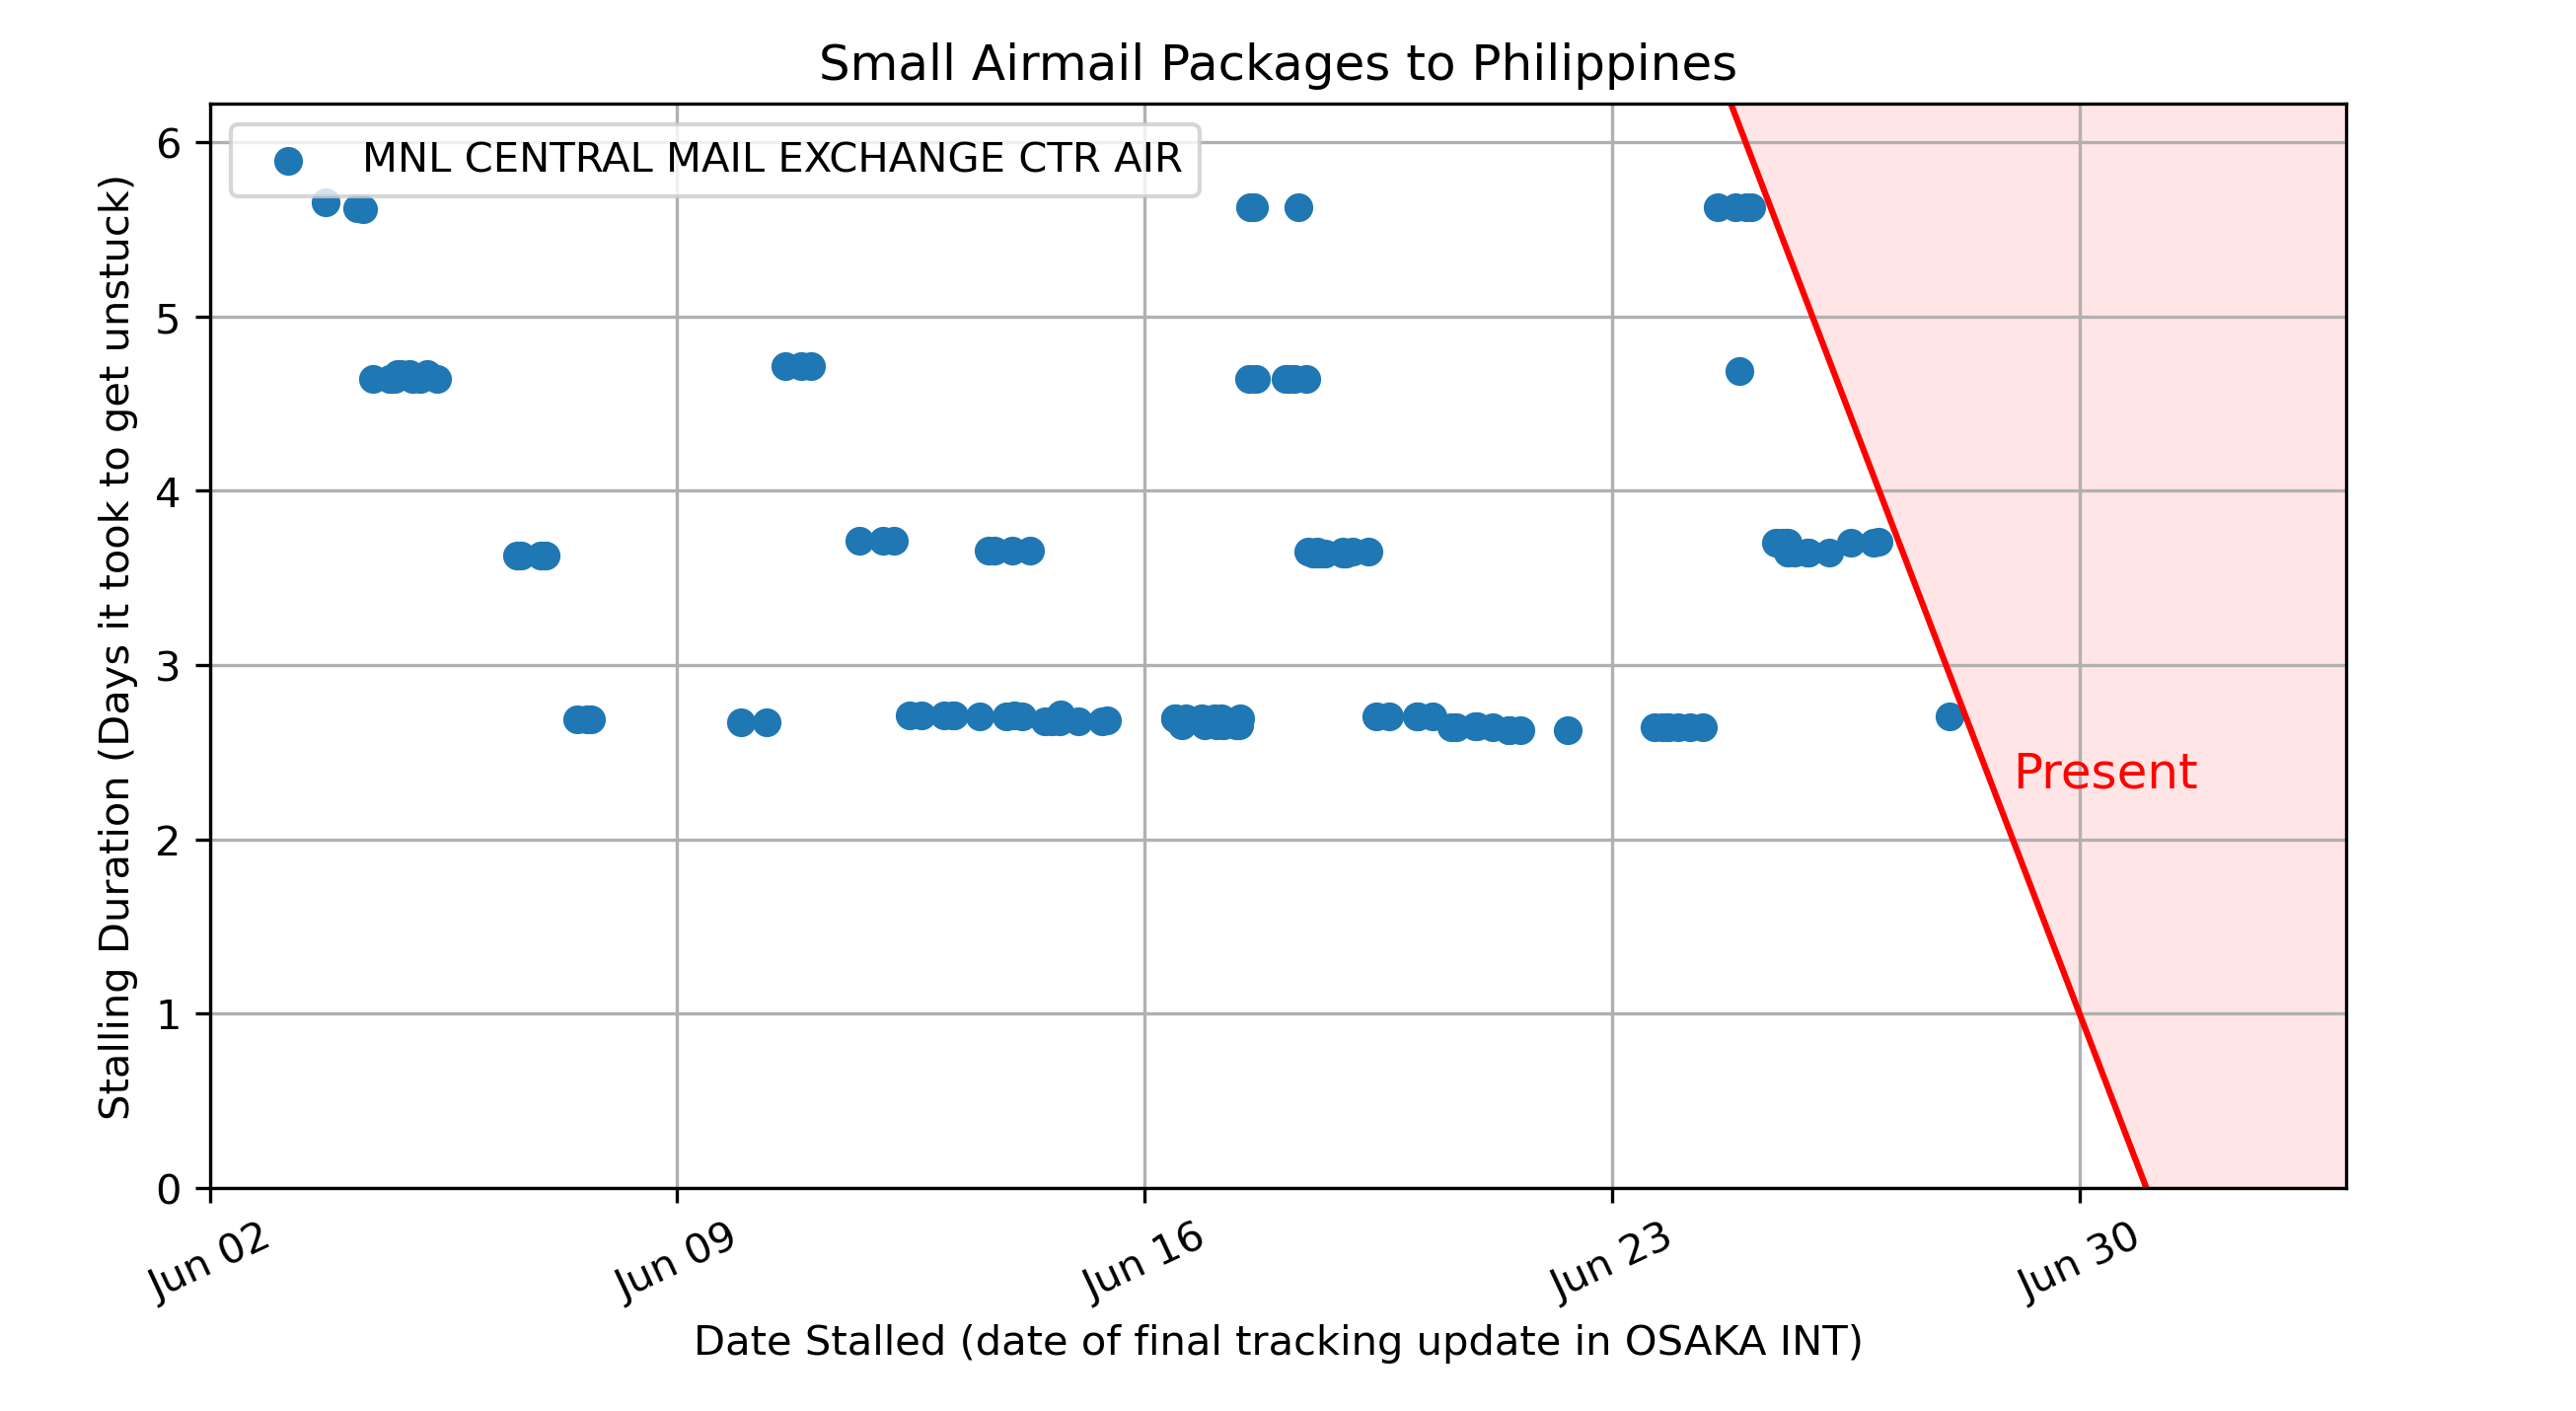 Small Airmail Packages to Philippines
MNL CENTRAL MAIL EXCHANGE CTR AIR
Stalling Duration (Days it took to get unstuck)
6
5
4
3
2
1
0
Present
Jun 02
Jun 09
Jun 16
Jun 23
Jun 30
Date Stalled (date of final tracking update in OSAKA INT)